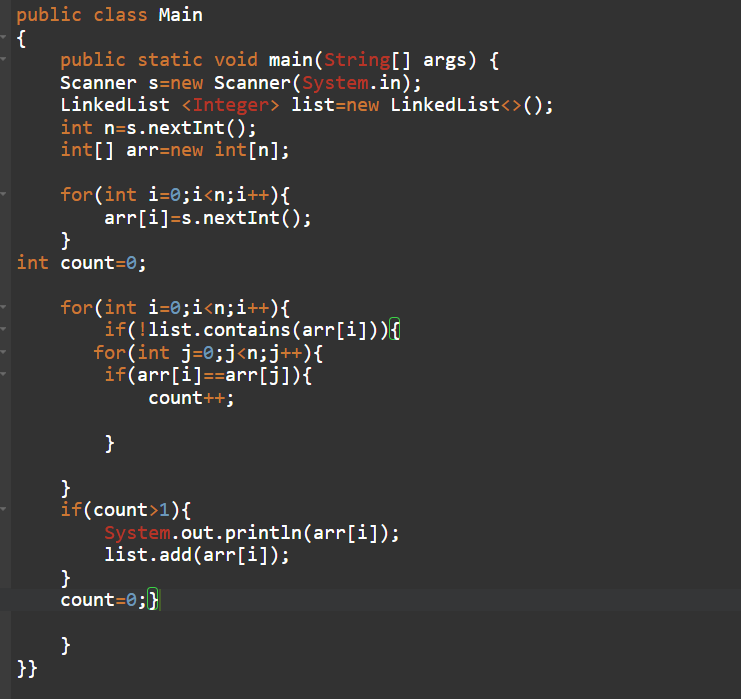 public class Main
{
    public static void main(String[] args) {
    Scanner s=new Scanner(System.in);
    LinkedList <Integer> list=new LinkedList<>();
    int n=s.nextInt();
    int[] arr=new int[n];
    for(int i=0;i<n;i++){
        arr[i]=s.nextInt();
    }
int count=0;
    for(int i=0;i<n;i++){
        if(!list.contains(arr[i])){
       for(int j=0;j<n;j++){
        if(arr[i]==arr[j]){
            count++;
        }
    }
    if(count>1){
        System.out.println(arr[i]);
        list.add(arr[i]);
    }
    count=0;}
    }
}}